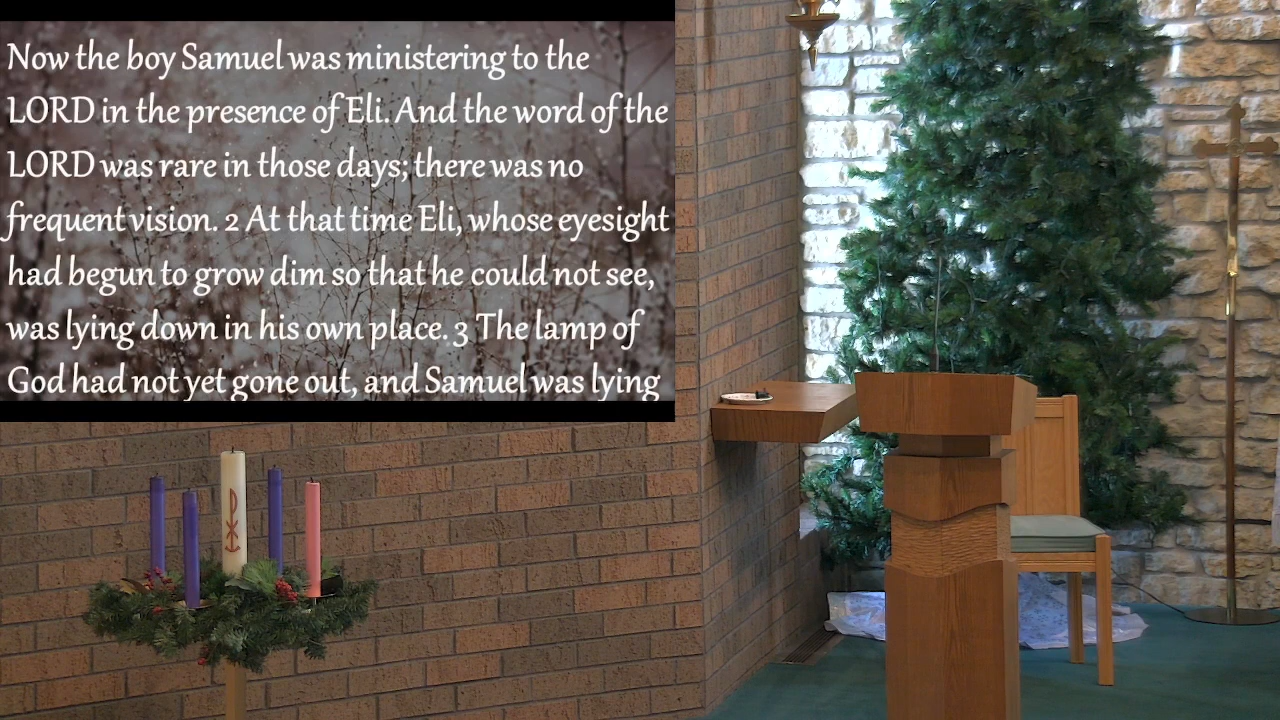 Now the boy Samuel was ministering to the
LORD in the presence of Eli. And the word of the
LORD was rare in those days; there was no
frequent vision. 2 At that time Eli, whose eyesight
had begun to grow dim so that he could not see,
was lying down in his own place. 3 The lamp of
God had not yet gone out, and Samuel was lying